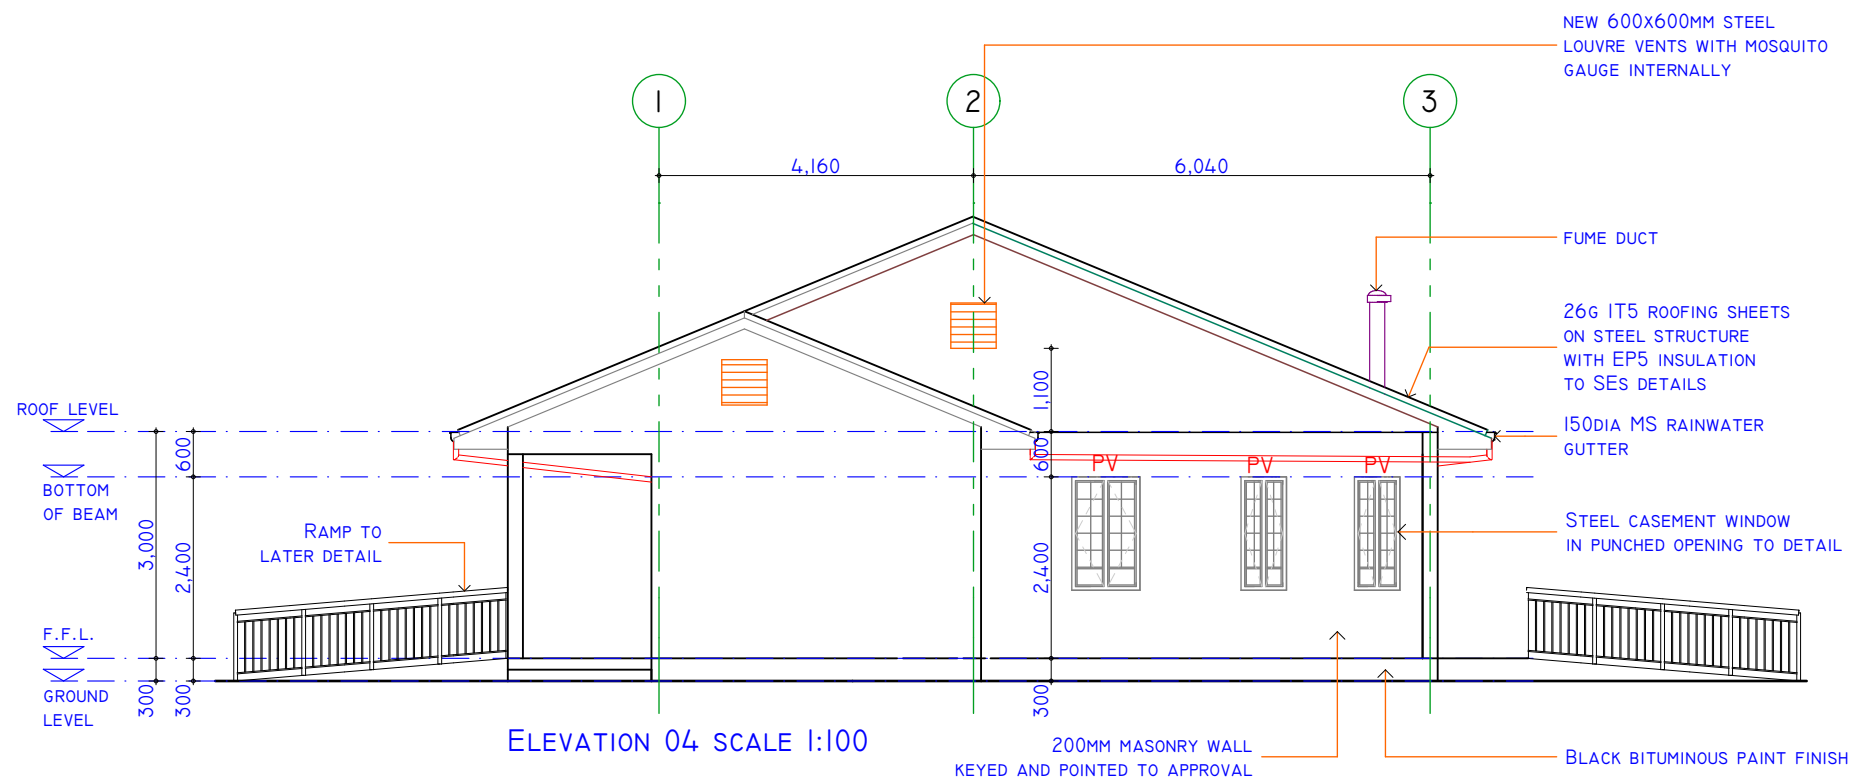 NEW 600X600MM STEEL
LOUVRE VENTS WITH MOSQUITO
GAUGE INTERNALLY
1
2
3
4,160
6,040
FUME DUCT
26G IT5 ROOFING SHEETS
ON STEEL STRUCTURE
WITH EP5 INSULATION
TO SES DETAILS
1,100
ROOF LEVEL
150DIA MS RAINWATER
GUTTER
600
600
PV
PV
PV
BOTTOM
OF BEAM
STEEL CASEMENT WINDOW
IN PUNCHED OPENING TO DETAIL
RAMP TO
LATER DETAIL
3,000
2,400
2,400
F.F.L.
GROUND
LEVEL
300
300
300
ELEVATION 04 SCALE 1:100
200MM MASONRY WALL
KEYED AND POINTED TO APPROVAL
BLACK BITUMINOUS PAINT FINISH